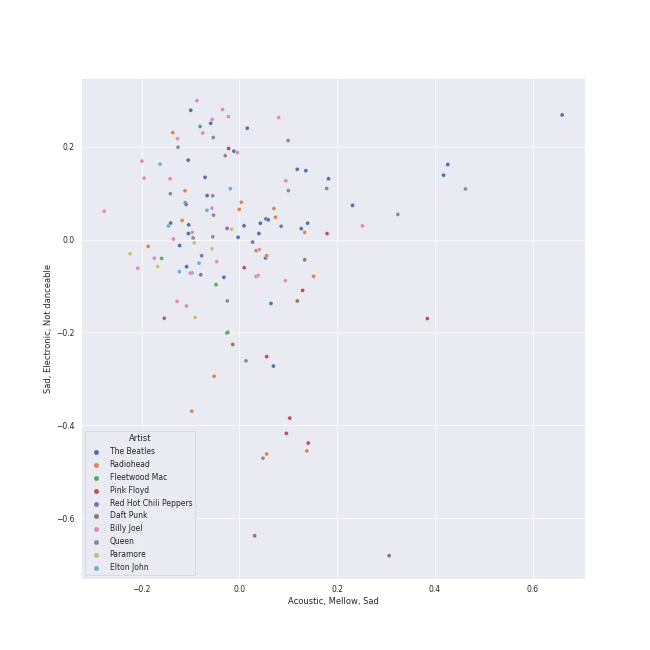 0.2
0.0
−0.2
−0.4
−0.6
Sad, Electronic, Not danceable
Artist
The Beatles
Radiohead
Fleetwood Mac
Pink Floyd
Red Hot Chili Peppers
Daft Punk
Billy Joel
Queen
Paramore
Elton John
−0.2 0.0 0.2 0.4 0.6
Acoustic, Mellow, Sad